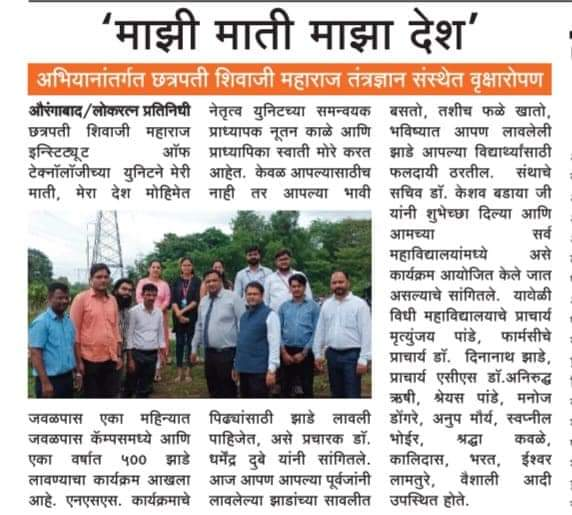 ‘माझी माती माझा देश’
अभियानांतर्गत छत्रपती शिवाजी महाराज तंत्रज्ञान संस्थेत वृक्षारोपण
औरंगाबाद/लोकरत्न प्रतिनिधी
छत्रपती शिवाजी महाराज
इन्स्टिट्यूट ऑफ
टेक्नॉलॉजीच्या युनिटने मेरी
माती, मेरा देश मोहिमेत
जवळपास एका महिन्यात
जवळपास कॅम्पसमध्ये आणि
एका वर्षात ५०० झाडे
लावण्याचा कार्यक्रम आखला
आहे. एनएसएस. कार्यक्रमाचे
नेतृत्व युनिटच्या समन्वयक
प्राध्यापक नूतन काळे आणि
प्राध्यापिका स्वाती मोरे करत
आहेत. केवळ आपल्यासाठीच
नाही तर आपल्या भावी
पिढ्यांसाठी झाडे लावली
पाहिजेत, असे प्रचारक डॉ.
धर्मेंद्र दुबे यांनी सांगितले.
आज आपण आपल्या पूर्वजांनी
लावलेल्या झाडांच्या सावलीत
बसतो, तशीच फळे खातो,
भविष्यात आपण लावलेली
झाडे आपल्या विद्यार्थ्यांसाठी
फलदायी ठरतील. संथाचे
सचिव डॉ. केशव बडाया जी
यांनी शुभेच्छा दिल्या आणि
आमच्या सर्व
महाविद्यालयांमध्ये असे
कार्यक्रम आयोजित केले जात
असल्याचे सांगितले. यावेळी
विधी महाविद्यालयाचे प्राचार्य
मृत्युंजय पांडे, फार्मसीचे
प्राचार्य डॉ. दिनानाथ झाडे,
प्राचार्य एसीएस डॉ.अनिरुद्ध
ऋषी, श्रेयस पांडे, मनोज
डोंगरे, अनुप मौर्य, स्वप्नील
भोईर, श्रद्धा कवळे,
कालिदास, भरत, ईश्वर
लामतुरे, वैशाली आदी
उपस्थित होते.